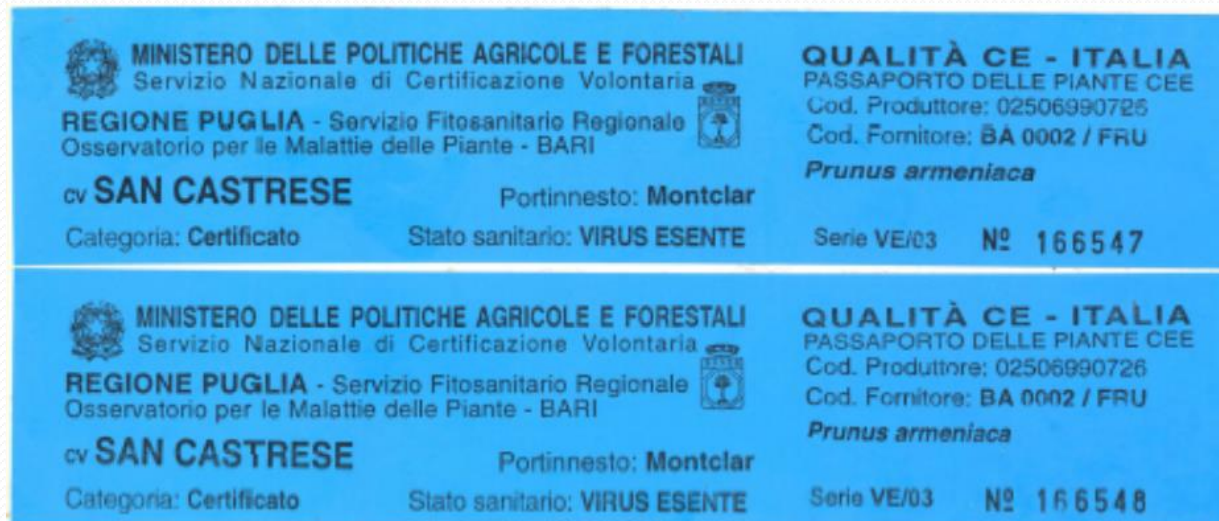 MINISTERO DELLE POLITICHE AGRICOLE E FORESTALI
Servizio Nazionale di Certificazione Volontaria
REGIONE PUGLIA - Servizio Fitosanitario Regionale
Osservatorio per le Malattie delle Piante - BARI
cv SAN CASTRESE Portinnesto: Montclar
Categoria: Certificato Stato sanitario: VIRUS ESENTE
QUALITÀ CE - ITALIA
PASSAPORTO DELLE PIANTE CEE
Cod. Produttore: 02506990726
Cod. Fornitore: BA 0002 / FRU
Prunus armeniaca
Serie VE/03 Nº 166547
MINISTERO DELLE POLITICHE AGRICOLE E FORESTALI
Servizio Nazionale di Certificazione Volontaria
REGIONE PUGLIA - Servizio Fitosanitario Regionale
Osservatorio per le Malattie delle Piante - BARI
cv SAN CASTRESE Portinnesto: Montclar
Categoria: Certificato Stato sanitario: VIRUS ESENTE
QUALITÀ CE - ITALIA
PASSAPORTO DELLE PIANTE CEE
Cod. Produttore: 02506990726
Cod. Fornitore: BA 0002 / FRU
Prunus armeniaca
Serie VE/03 Nº 166548